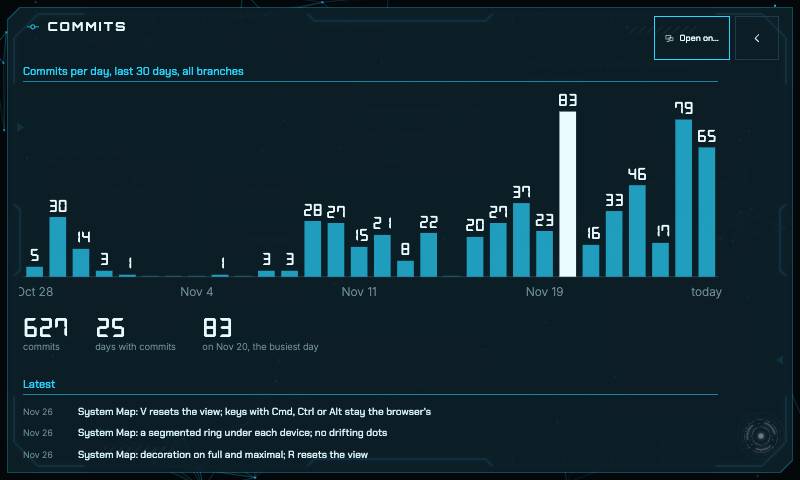 COMMITS
Open on...
Commits per day, last 30 days, all branches
5 30 14 3 1 1 3 3 28 27 15 21 8 22 20 27 37 23 83 16 33 46 17 79 65
Oct 28 Nov 4 Nov 11 Nov 19 today
627 25 83
commits days with commits on Nov 20, the busiest day
Latest
Nov 26 System Map: V resets the view; keys with Cmd, Ctrl or Alt stay the browser's
Nov 26 System Map: a segmented ring under each device; no drifting dots
Nov 26 System Map: decoration on full and maximal; R resets the view